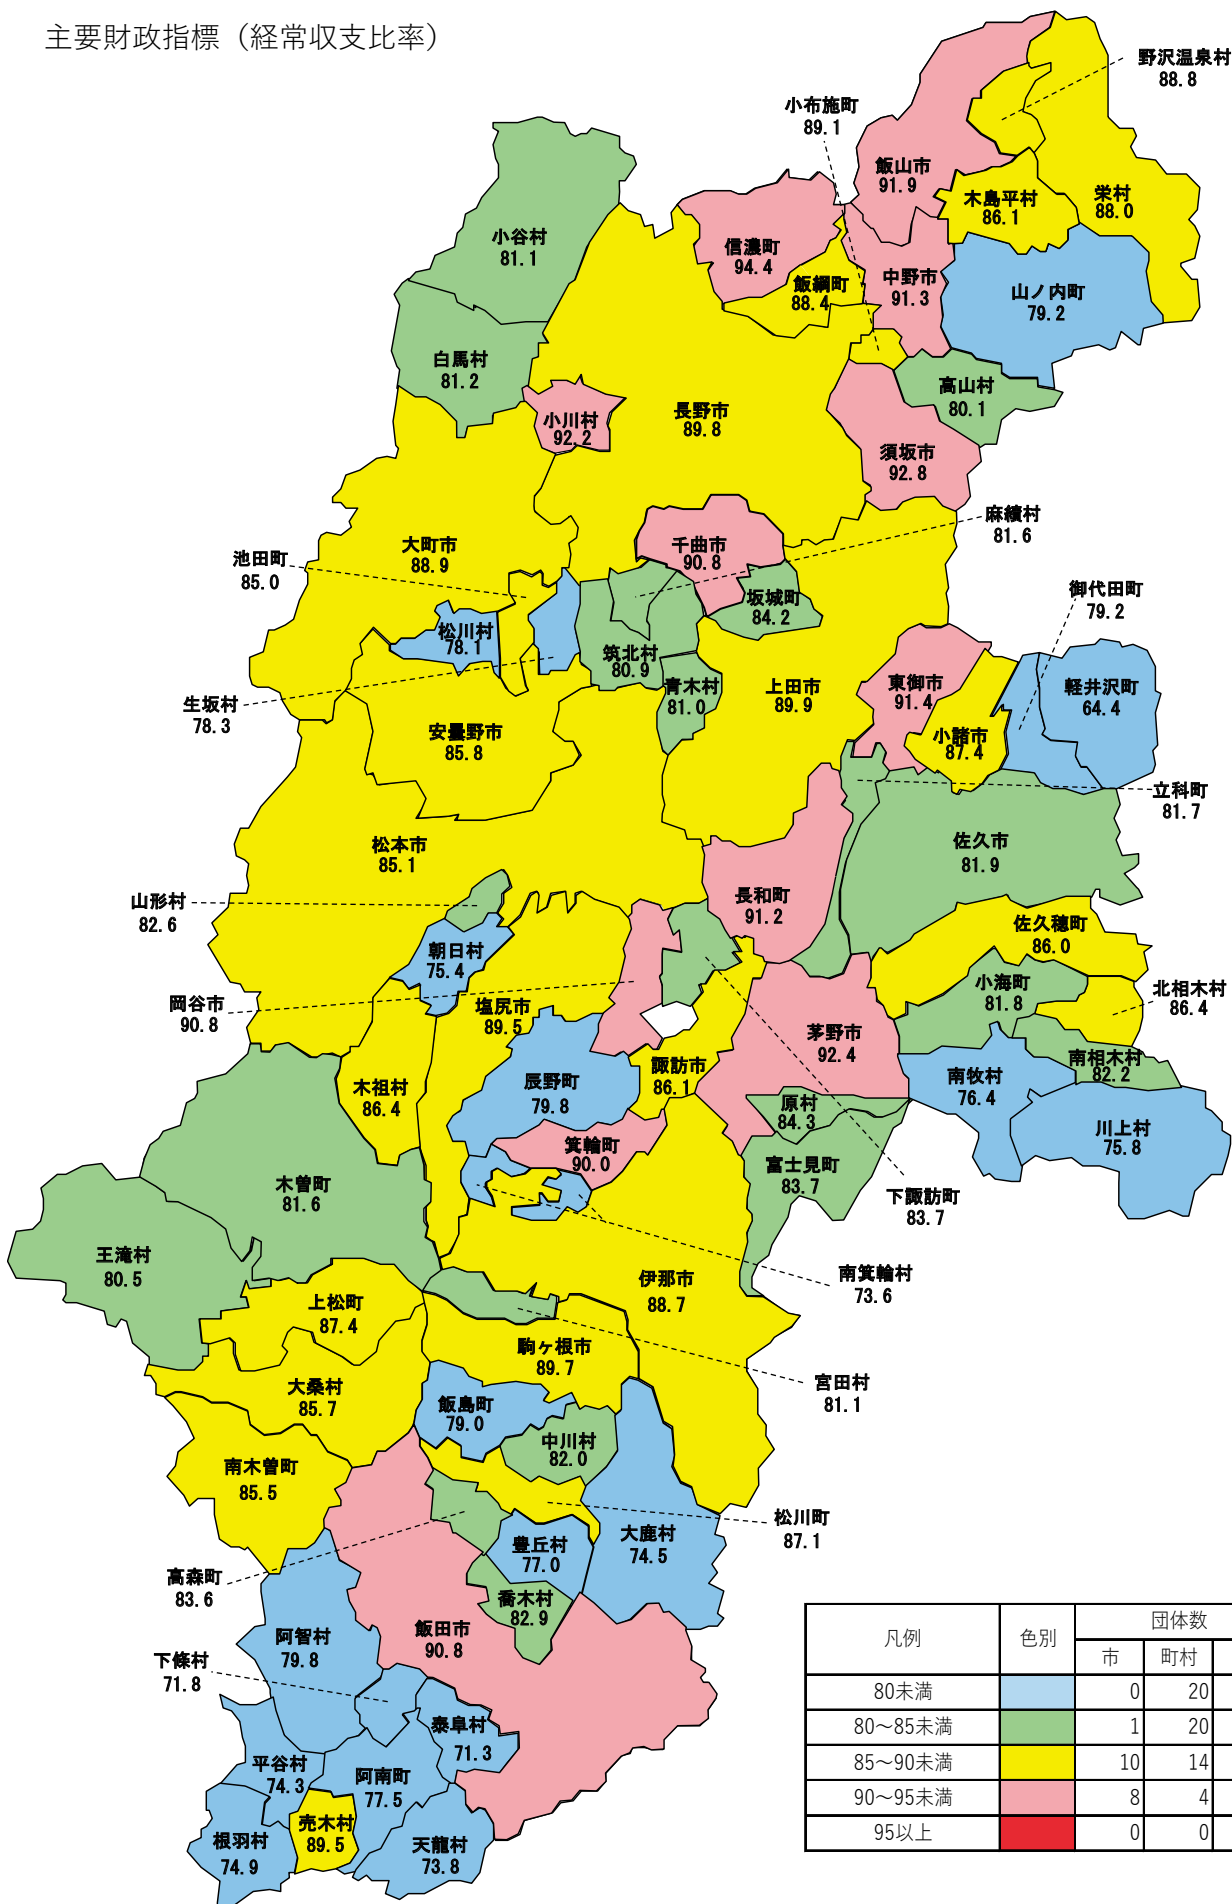 主要財政指標（経常収支比率）
野沢温泉村
88.8
小布施町
89.1
飯山市
91.9
木島平村
86.1
栄村
88.0
小谷村
81.1
信濃町
94.4
飯綱町
88.4
中野市
91.3
山ノ内町
79.2
白馬村
81.2
高山村
80.1
小川村
92.2
長野市
89.8
須坂市
92.8
麻績村
81.6
池田町
85.0
大町市
88.9
千曲市
90.8
坂城町
84.2
御代田町
79.2
松川村
78.1
筑北村
80.9
青木村
81.0
上田市
89.9
東御市
91.4
軽井沢町
64.4
生坂村
78.3
安曇野市
85.8
小諸市
87.4
立科町
81.7
松本市
85.1
佐久市
81.9
山形村
82.6
長和町
91.2
朝日村
75.4
佐久穂町
86.0
岡谷市
90.8
塩尻市
89.5
小海町
81.8
北相木村
86.4
茅野市
92.4
諏訪市
86.1
南相木村
82.2
木祖村
86.4
辰野町
79.8
南牧村
76.4
原村
84.3
川上村
75.8
箕輪町
90.0
富士見町
83.7
下諏訪町
83.7
木曽町
81.6
王滝村
80.5
伊那市
88.7
南箕輪村
73.6
上松町
87.4
駒ヶ根市
89.7
宮田村
81.1
大桑村
85.7
飯島町
79.0
中川村
82.0
南木曽町
85.5
松川町
87.1
大鹿村
74.5
豊丘村
77.0
高森町
83.6
喬木村
82.9
飯田市
90.8
阿智村
79.8
下條村
71.8
泰阜村
71.3
平谷村
74.3
阿南町
77.5
売木村
89.5
根羽村
74.9
天龍村
73.8
凡例 色別 団体数
市 町村
80未満 0 20
80～85未満 1 20
85～90未満 10 14
90～95未満 8 4
95以上 0 0